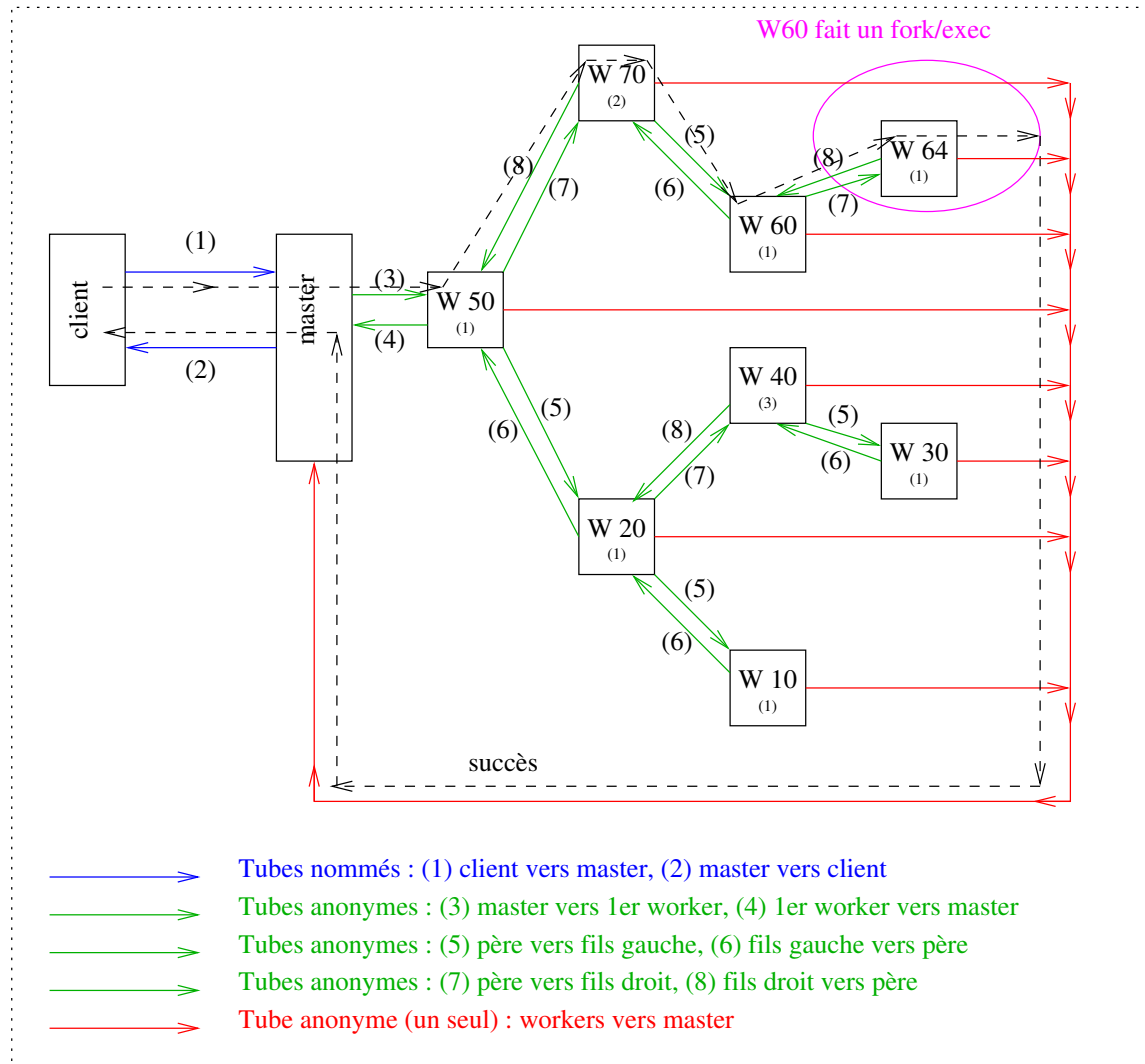 W60 fait un fork/exec
W 70
(2)
(5)
(8)
W 64
(1)
(8)
(6)
(7)
(7)
W 60
(1)
(1)
client
master
(3)
W 50
(1)
(4)
(2)
W 40
(3)
(5)
(5)
(8)
(6)
W 30
(1)
(6)
(7)
W 20
(1)
(5)
(6)
W 10
(1)
succès
Tubes nommés : (1) client vers master, (2) master vers client
Tubes anonymes : (3) master vers 1er worker, (4) 1er worker vers master
Tubes anonymes : (5) père vers fils gauche, (6) fils gauche vers père
Tubes anonymes : (7) père vers fils droit, (8) fils droit vers père
Tube anonyme (un seul) : workers vers master